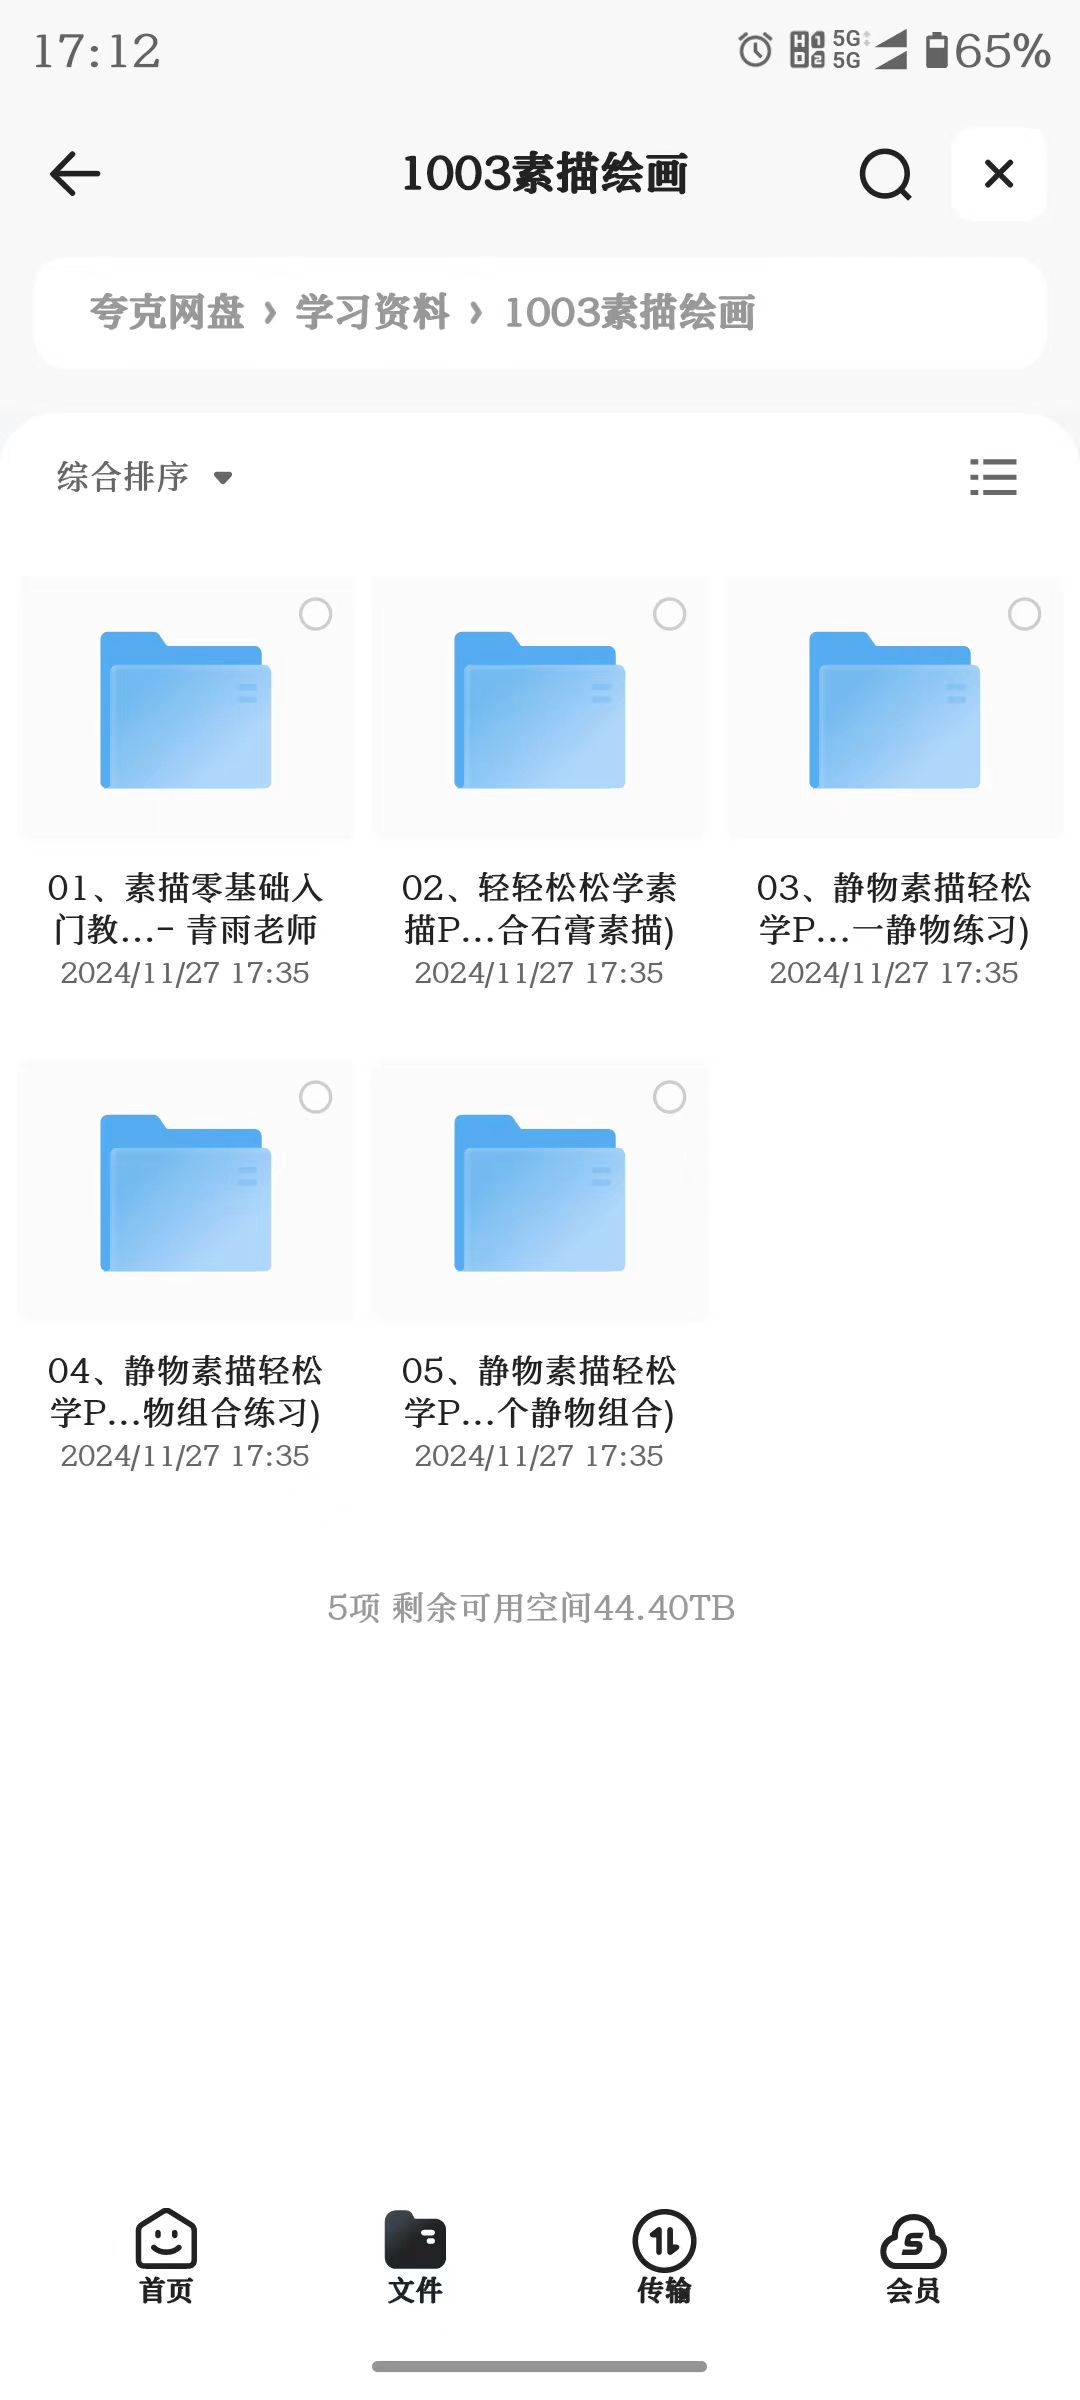 17:12
HD 1 2 5G 5G 65%
1003素描绘画
夸克网盘 › 学习资料 › 1003素描绘画
综合排序
01、素描零基础入
门教...- 青雨老师
2024/11/27 17:35
02、轻轻松松学素
描P...合石膏素描)
2024/11/27 17:35
03、静物素描轻松
学P...一静物练习)
2024/11/27 17:35
04、静物素描轻松
学P...物组合练习)
2024/11/27 17:35
05、静物素描轻松
学P...个静物组合)
2024/11/27 17:35
5项 剩余可用空间44.40TB
首页
文件
传输
会员